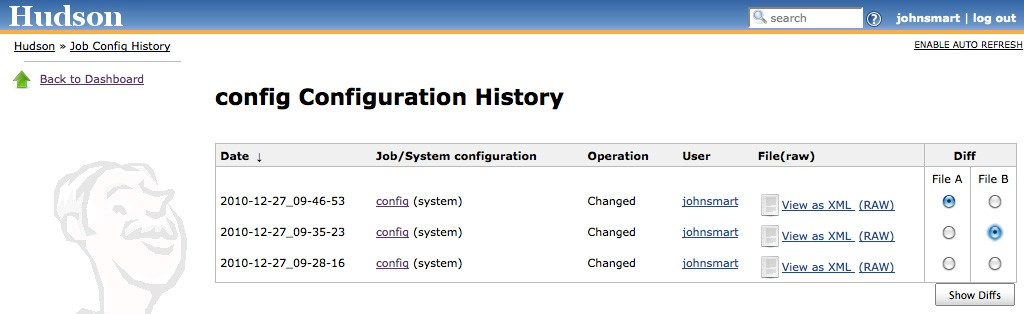 Hudson
search
johnsmart | log out
Hudson » Job Config History
ENABLE AUTO REFRESH
Back to Dashboard
config Configuration History
Date ↓ Job/System configuration Operation User File(raw) Diff
File A File B
2010-12-27_09-46-53 config (system) Changed johnsmart View as XML (RAW)
2010-12-27_09-35-23 config (system) Changed johnsmart View as XML (RAW)
2010-12-27_09-28-16 config (system) Changed johnsmart View as XML (RAW)
Show Diffs